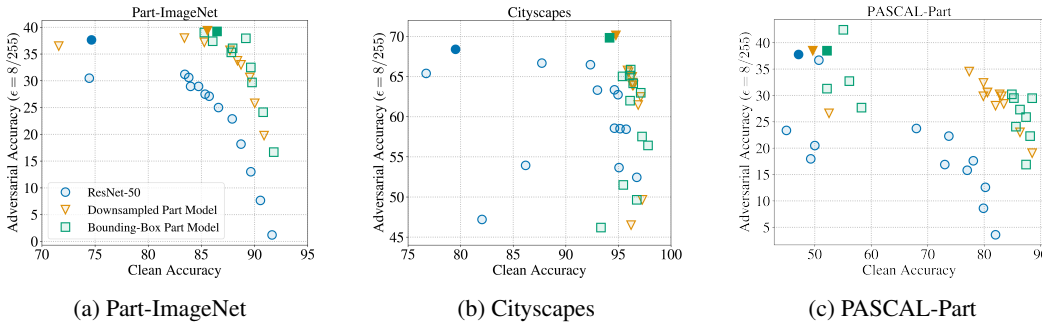 Part-ImageNet
Adversarial Accuracy (ϵ = 8/255)
40
35
30
25
20
15
10
5
0
ResNet-50
Downsampled Part Model
Bounding-Box Part Model
70 75 80 85 90 95
Clean Accuracy
(a) Part-ImageNet
Cityscapes
Adversarial Accuracy (ϵ = 8/255)
70
65
60
55
50
45
80 85 90 95 100
Clean Accuracy
(b) Cityscapes
PASCAL-Part
Adversarial Accuracy (ϵ = 8/255)
45
40
35
30
25
20
15
10
5
50 60 70 80 90
Clean Accuracy
(c) PASCAL-Part